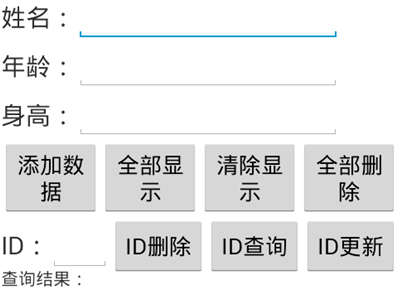 姓名：
年龄：
身高：
添加数据 全部显示 清除显示 全部删除
ID： ID删除 ID查询 ID更新
查询结果：